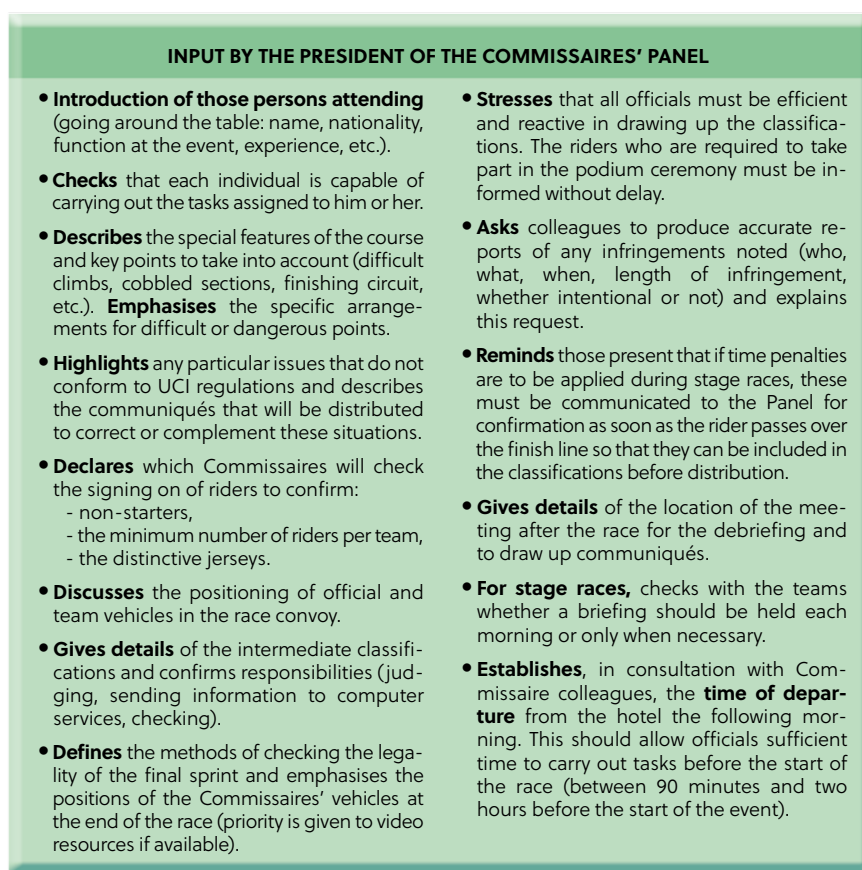 INPUT BY THE PRESIDENT OF THE COMMISSAIRES’ PANEL
• Introduction of those persons attending
(going around the table: name, nationality,
function at the event, experience, etc.).
• Checks that each individual is capable of
carrying out the tasks assigned to him or her.
• Describes the special features of the course
and key points to take into account (difficult
climbs, cobbled sections, finishing circuit,
etc.). Emphasises the specific arrange-
ments for difficult or dangerous points.
• Highlights any particular issues that do not
conform to UCI regulations and describes
the communiqués that will be distributed
to correct or complement these situations.
• Declares which Commissaires will check
the signing on of riders to confirm:
- non-starters,
- the minimum number of riders per team,
- the distinctive jerseys.
• Discusses the positioning of official and
team vehicles in the race convoy.
• Gives details of the intermediate classifi-
cations and confirms responsibilities (jud-
ging, sending information to computer
services, checking).
• Defines the methods of checking the lega-
lity of the final sprint and emphasises the
positions of the Commissaires’ vehicles at
the end of the race (priority is given to video
resources if available).
• Stresses that all officials must be efficient
and reactive in drawing up the classifica-
tions. The riders who are required to take
part in the podium ceremony must be in-
formed without delay.
• Asks colleagues to produce accurate re-
ports of any infringements noted (who,
what, when, length of infringement,
whether intentional or not) and explains
this request.
• Reminds those present that if time penalties
are to be applied during stage races, these
must be communicated to the Panel for
confirmation as soon as the rider passes over
the finish line so that they can be included in
the classifications before distribution.
• Gives details of the location of the mee-
ting after the race for the debriefing and
to draw up communiqués.
• For stage races, checks with the teams
whether a briefing should be held each
morning or only when necessary.
• Establishes, in consultation with Com-
missaire colleagues, the time of depar-
ture from the hotel the following mor-
ning. This should allow officials sufficient
time to carry out tasks before the start of
the race (between 90 minutes and two
hours before the start of the event).